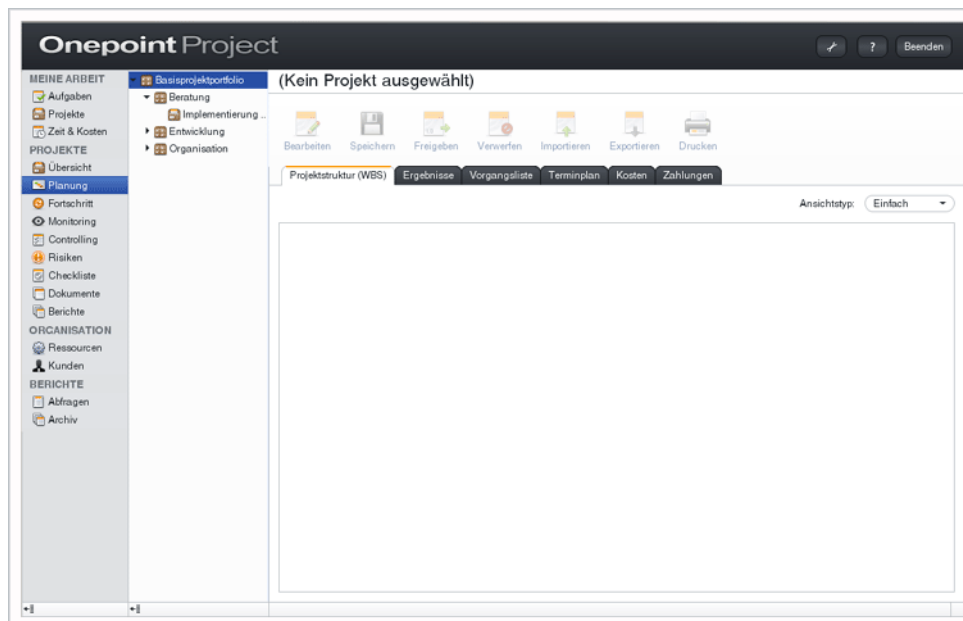 Onepoint Project
?
Beenden
MEINE ARBEIT
Aufgaben
Projekte
Zeit & Kosten
PROJEKTE
Übersicht
Planung
Fortschritt
Monitoring
Controlling
Risiken
Checkliste
Dokumente
Berichte
ORGANISATION
Ressourcen
Kunden
BERICHTE
Abfragen
Archiv
Basisprojektportfolio
Beratung
Implementierung ..
Entwicklung
Organisation
(Kein Projekt ausgewählt)
Bearbeiten Speichern Freigeben Verwerfen Importieren Exportieren Drucken
Projektstruktur (WBS) Ergebnisse Vorgangsliste Terminplan Kosten Zahlungen
Ansichtstyp: Einfach